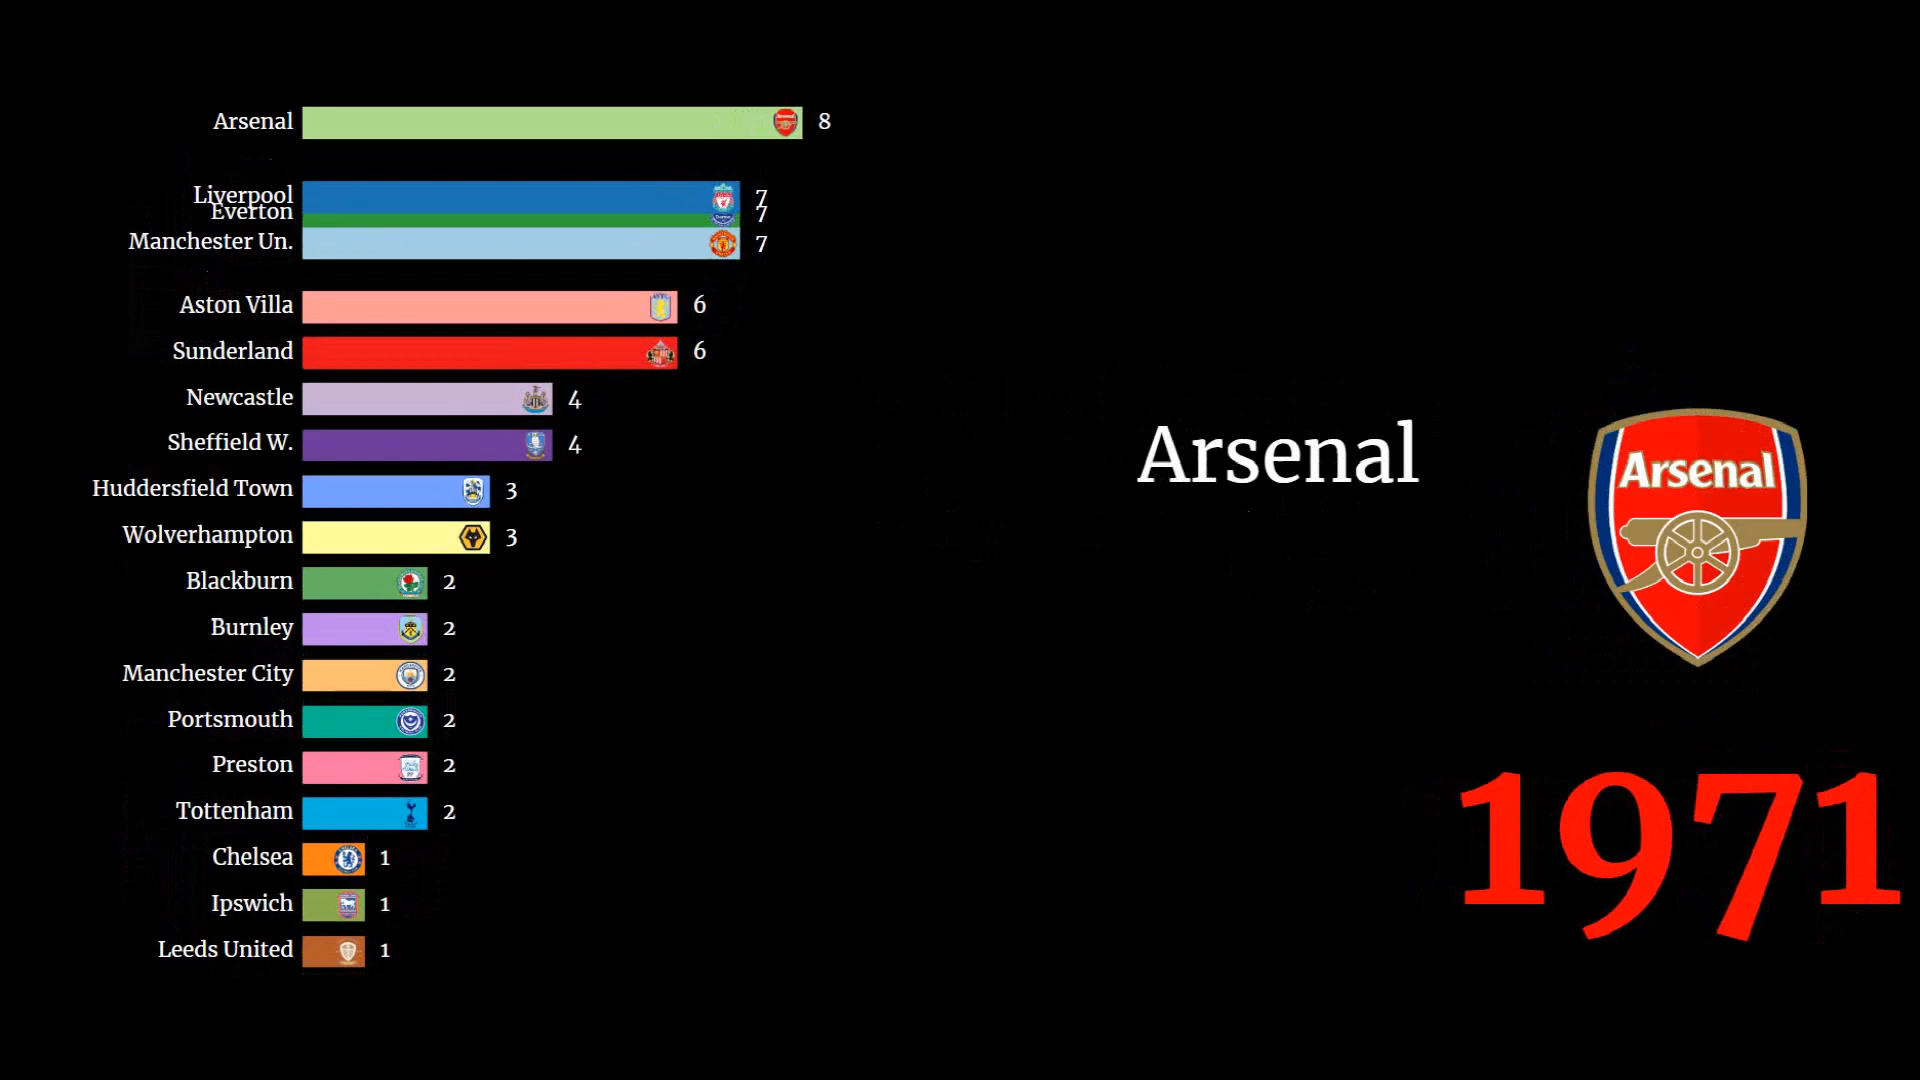 Arsenal 8
Liverpool 7
Everton 7
Manchester Un. 7
Aston Villa 6
Sunderland 6
Newcastle 4
Sheffield W. 4
Huddersfield Town 3
Wolverhampton 3
Blackburn 2
Burnley 2
Manchester City 2
Portsmouth 2
Preston 2
Tottenham 2
Chelsea 1
Ipswich 1
Leeds United 1
Arsenal
Arsenal
1971